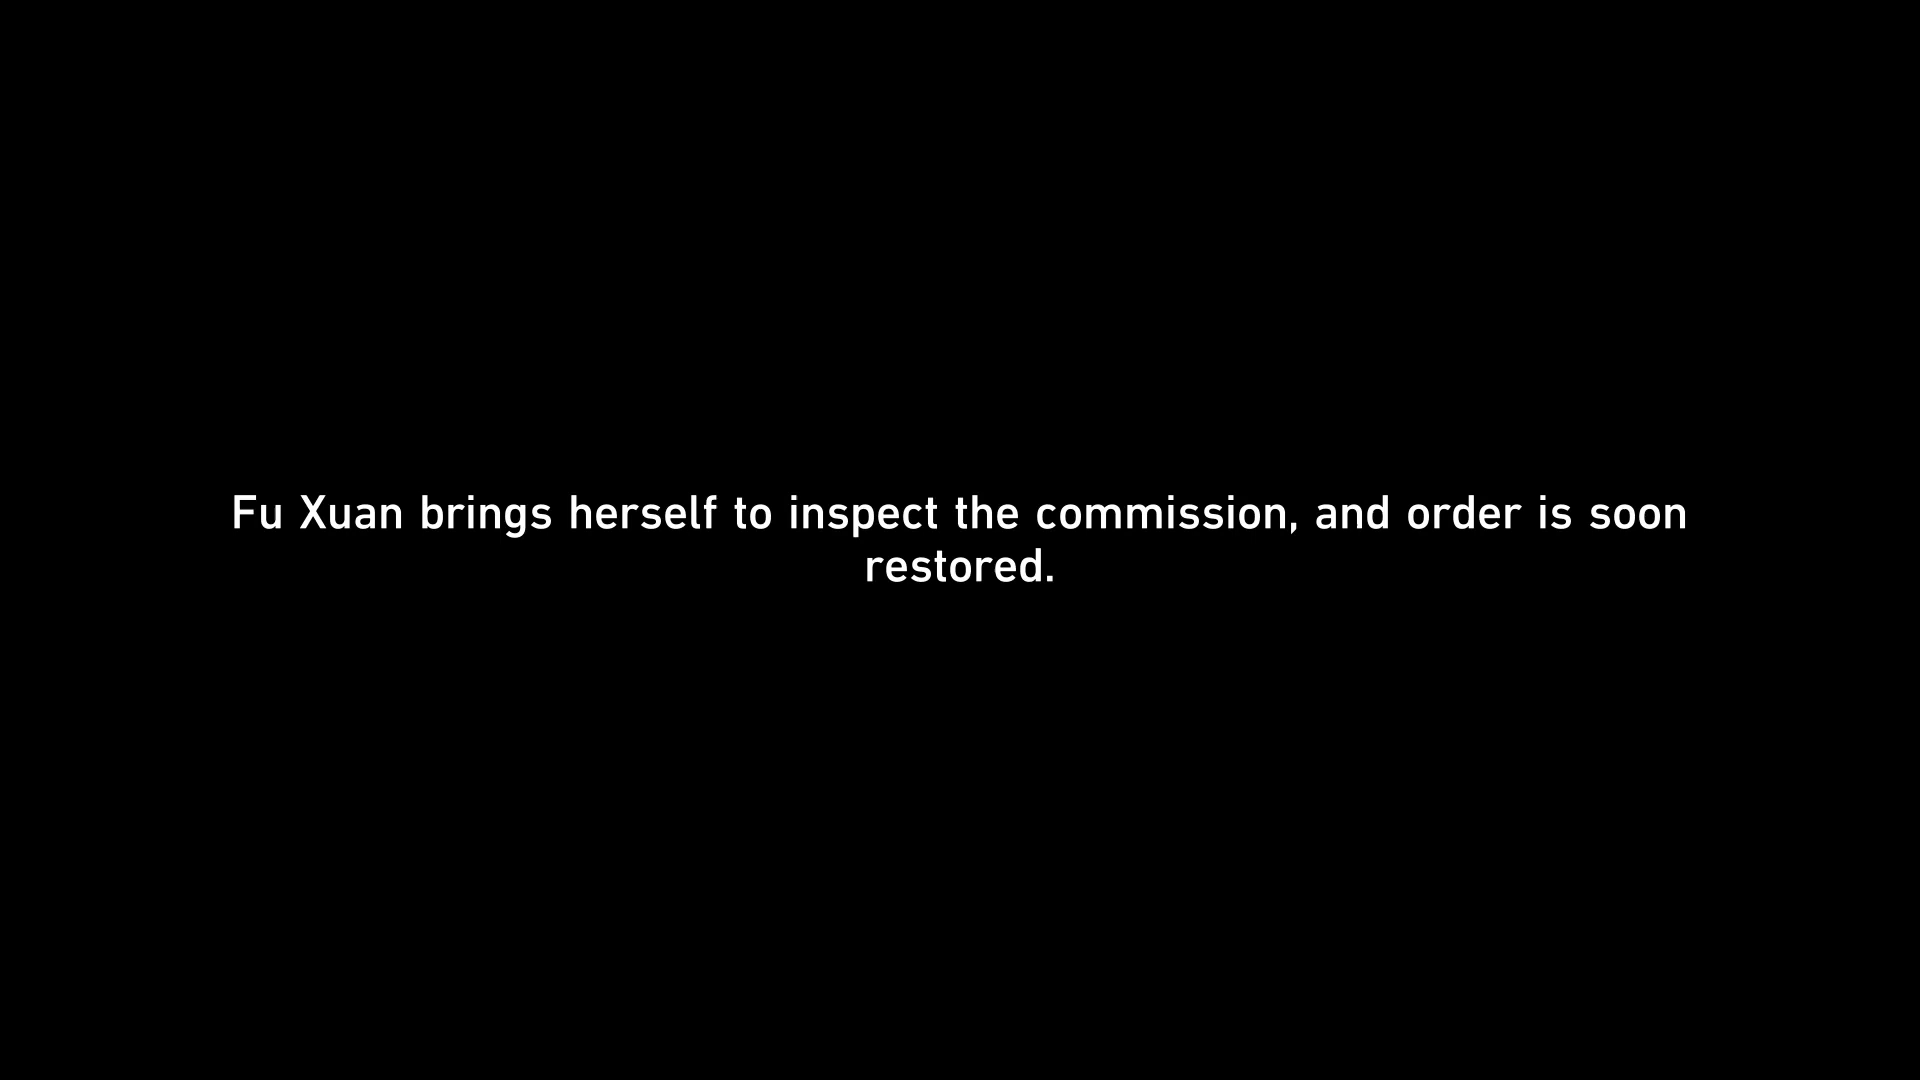 Fu Xuan brings herself to inspect the commission, and order is soon
restored.